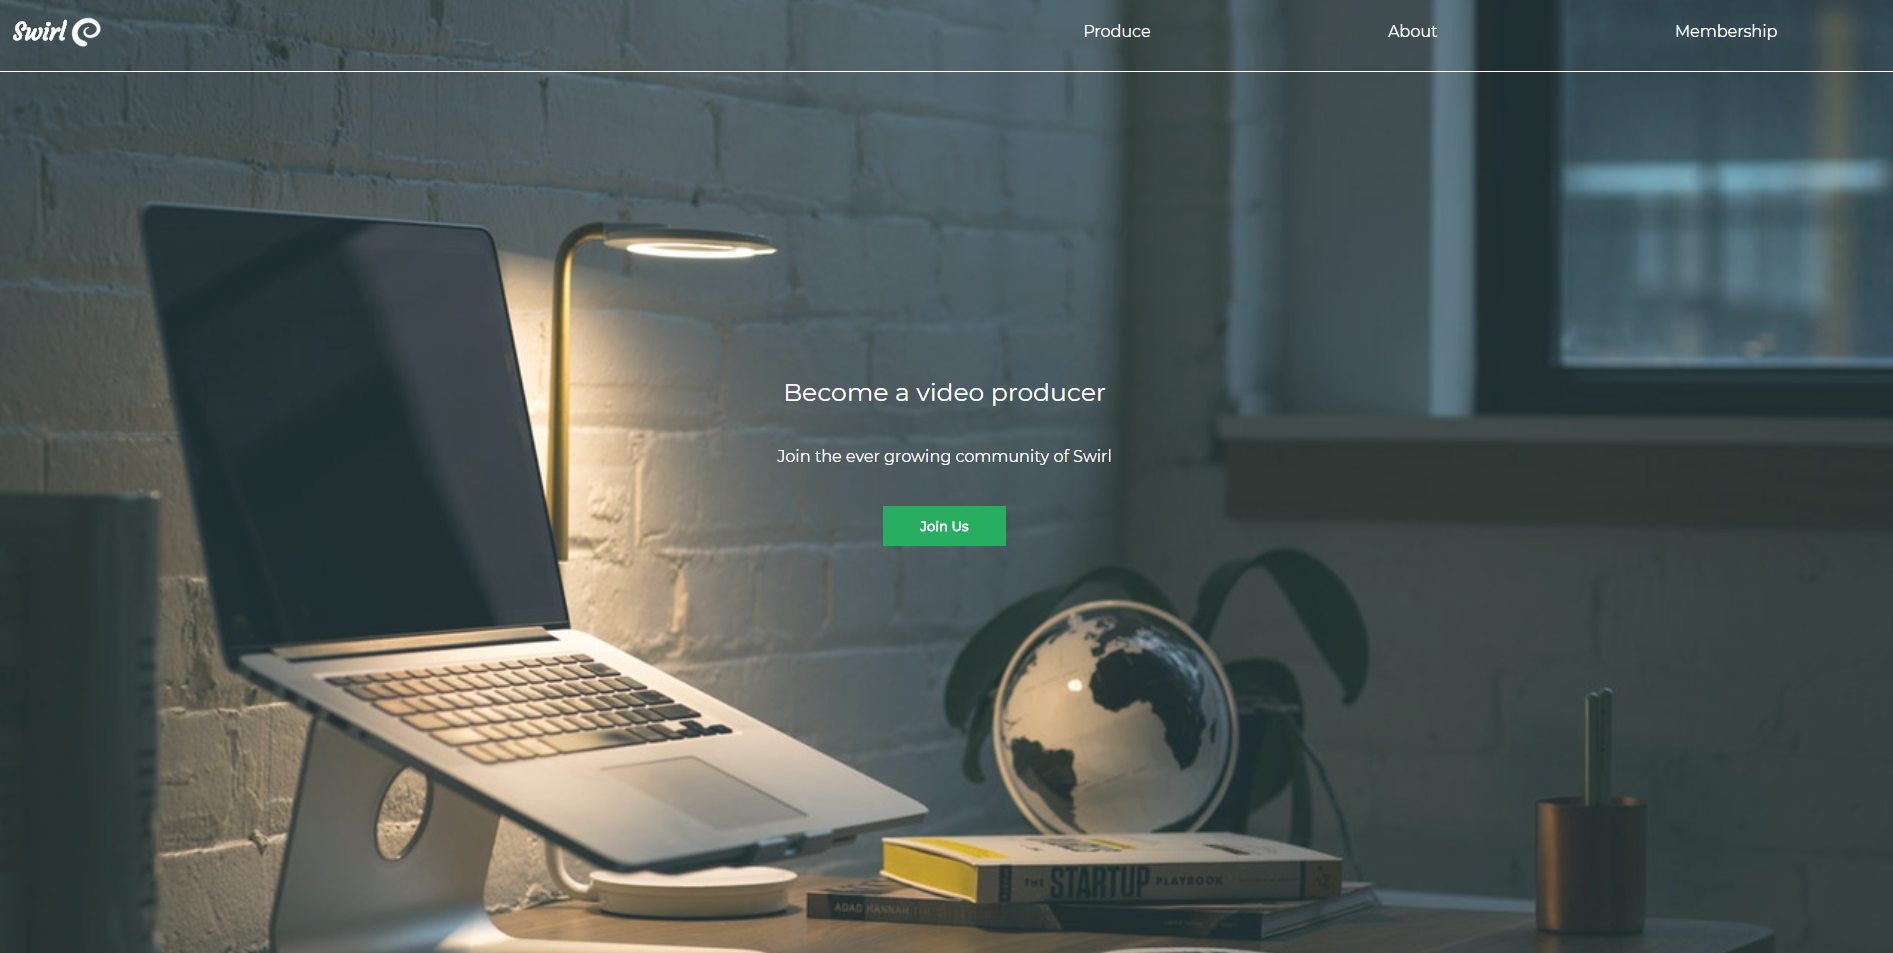 Swirl
Produce
About
Membership
Become a video producer
Join the ever growing community of Swirl
Join Us
THE STARTUP PLAYBOOK
ADAD HANNAH